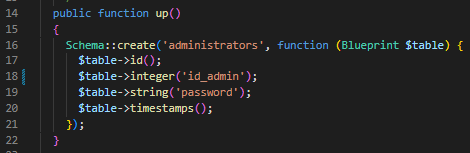 14 public function up()
15 {
16 Schema::create('administrators', function (Blueprint $table) {
17 $table->id();
18 $table->integer('id_admin');
19 $table->string('password');
20 $table->timestamps();
21 });
22 }